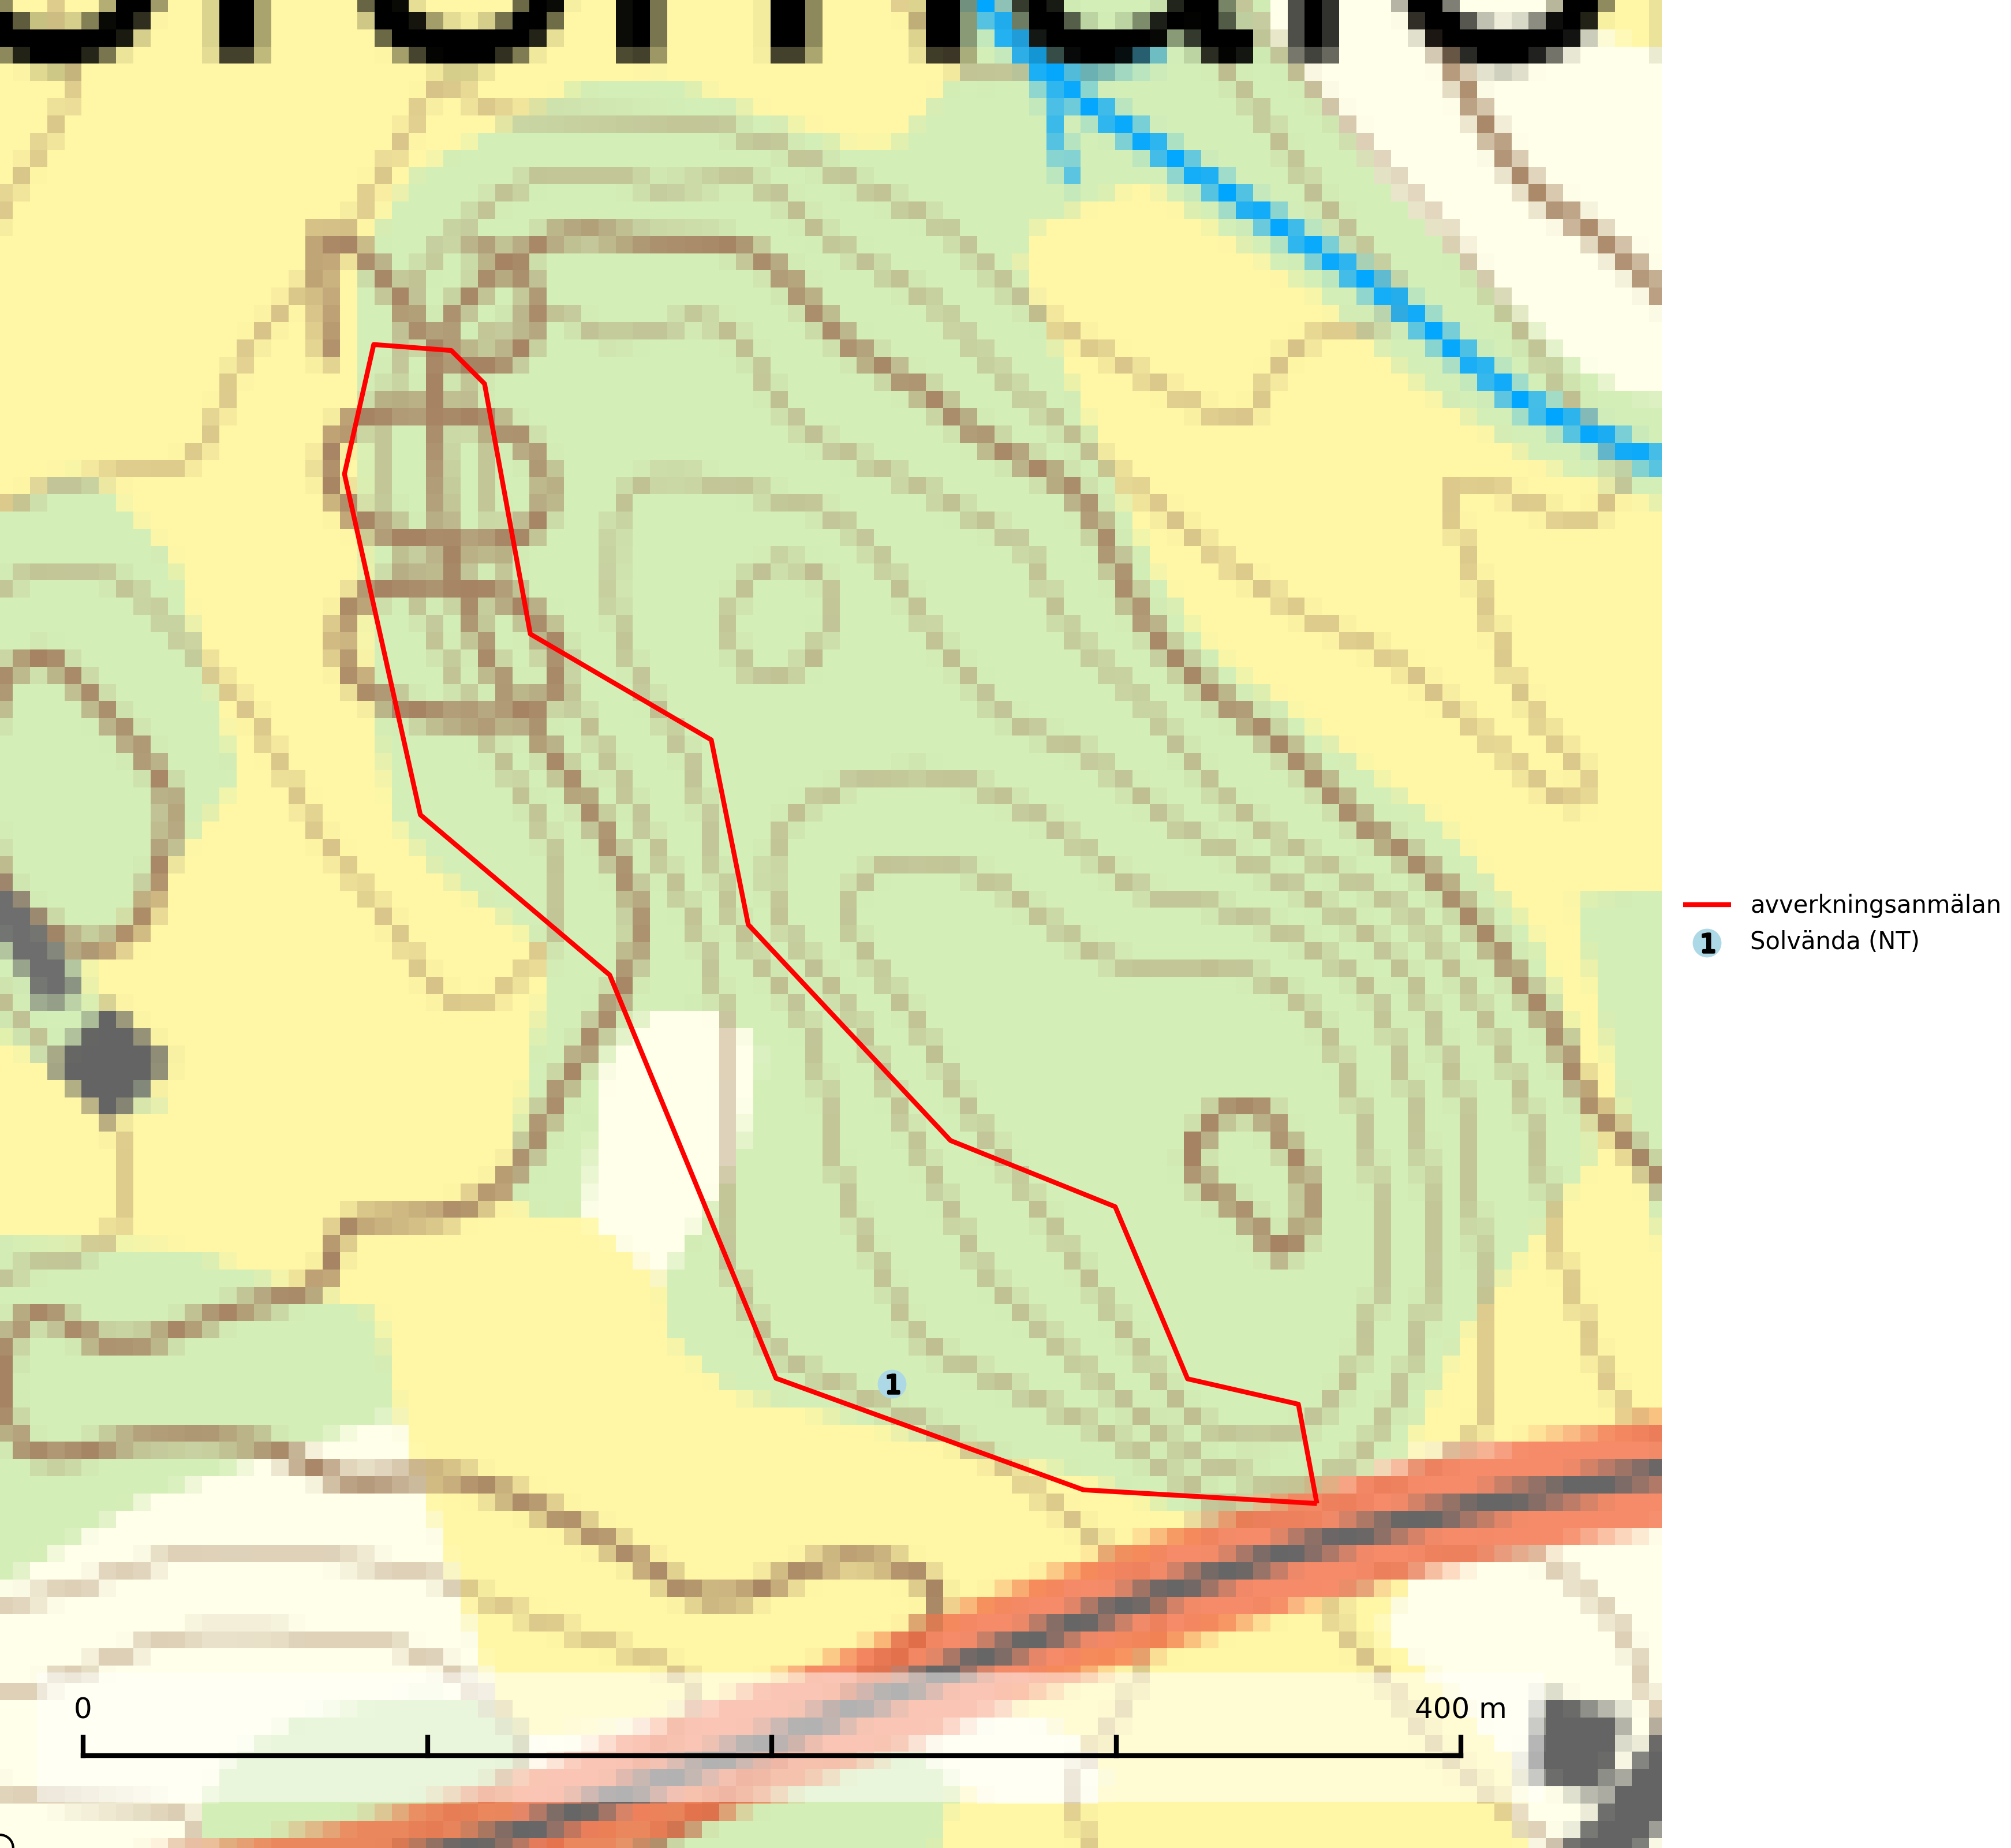 avverkningsanmälan
1 Solvända (NT)
1
0 400 m